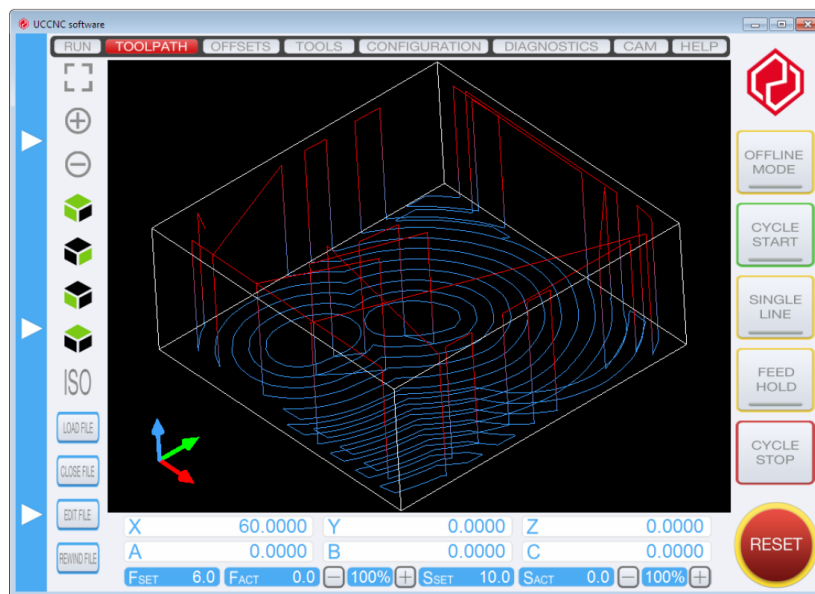 UCCNC software
RUN TOOLPATH OFFSETS TOOLS CONFIGURATION DIAGNOSTICS CAM HELP
OFFLINE
MODE
CYCLE
START
SINGLE
LINE
FEED
HOLD
CYCLE
STOP
RESET
ISO
LOAD FILE
CLOSE FILE
EDIT FILE
REWIND FILE
X 60.0000 Y 0.0000 Z 0.0000
A 0.0000 B 0.0000 C 0.0000
FSET 6.0 FACT 0.0 100% SSET 10.0 SACT 0.0 100%